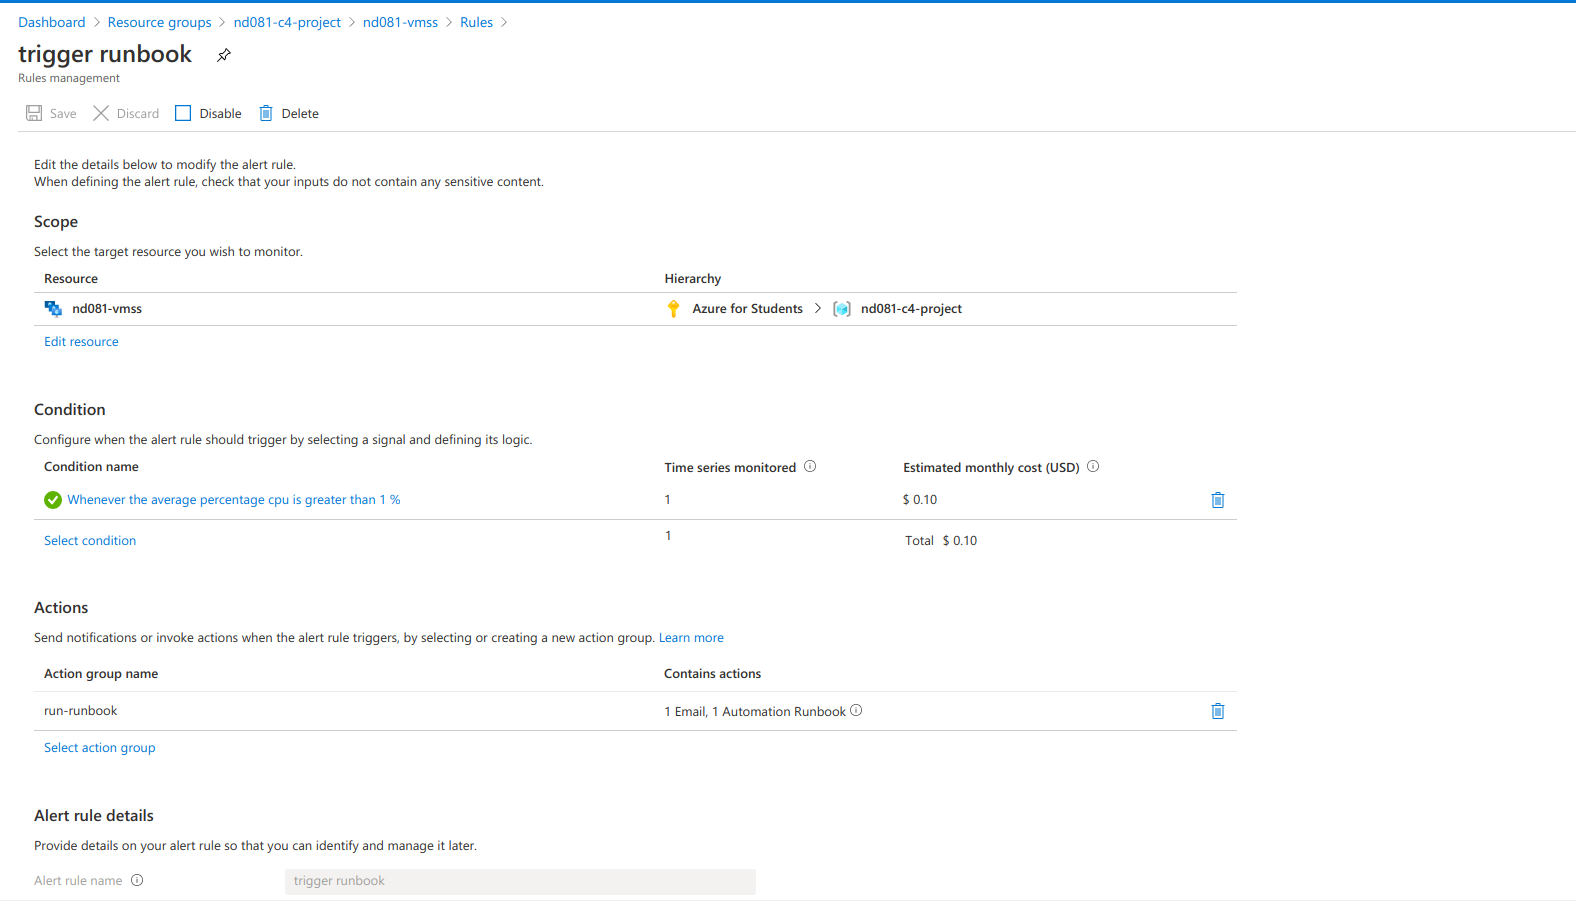 Dashboard > Resource groups > nd081-c4-project > nd081-vmss > Rules >
trigger runbook
Rules management
Save Discard Disable Delete
Edit the details below to modify the alert rule.
When defining the alert rule, check that your inputs do not contain any sensitive content.
Scope
Select the target resource you wish to monitor.
Resource Hierarchy
nd081-vmss Azure for Students > nd081-c4-project
Edit resource
Condition
Configure when the alert rule should trigger by selecting a signal and defining its logic.
Condition name Time series monitored Estimated monthly cost (USD)
Whenever the average percentage cpu is greater than 1 % 1 $ 0.10
Select condition 1 Total $ 0.10
Actions
Send notifications or invoke actions when the alert rule triggers, by selecting or creating a new action group. Learn more
Action group name Contains actions
run-runbook 1 Email, 1 Automation Runbook
Select action group
Alert rule details
Provide details on your alert rule so that you can identify and manage it later.
Alert rule name trigger runbook